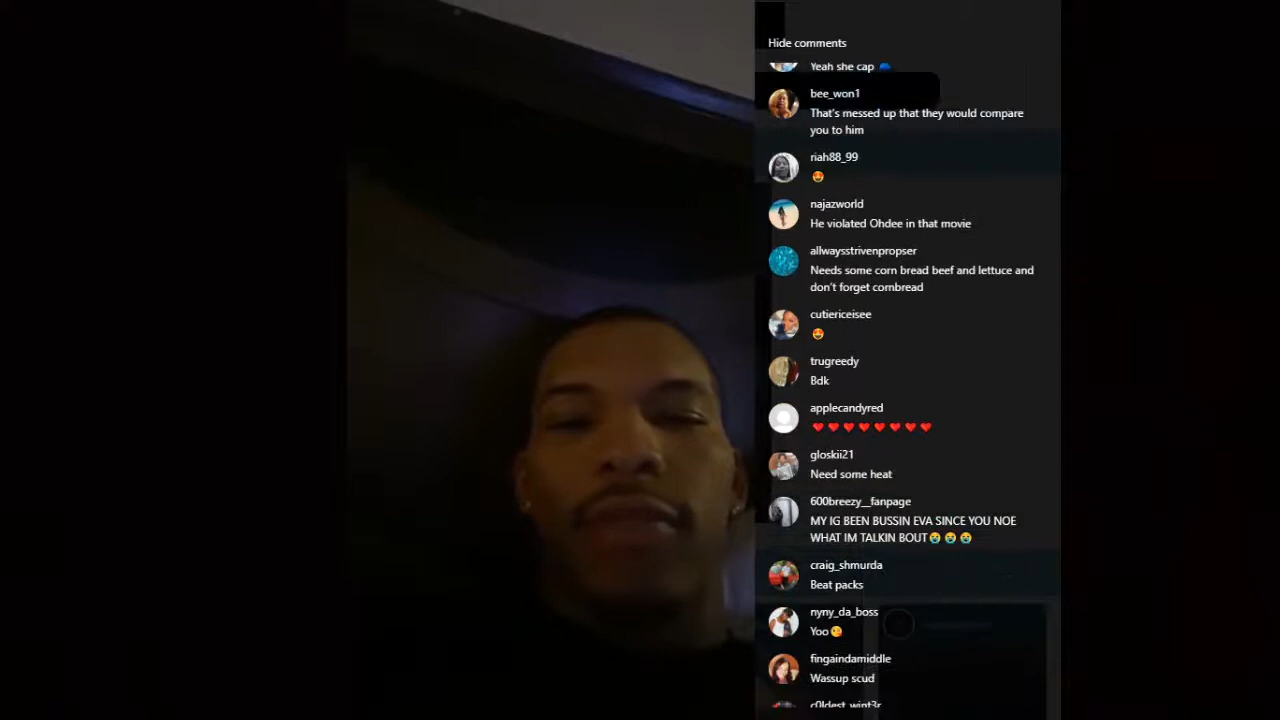 Hide comments
Yeah she cap 🧢
bee_won1
That's messed up that they would compare
you to him
riah88_99
😍
najazworld
He violated Ohdee in that movie
allwaysstrivenpropser
Needs some corn bread beef and lettuce and
don't forget cornbread
cutiericeisee
😍
trugreedy
Bdk
applecandyred
❤️❤️❤️❤️❤️❤️❤️❤️
gloskii21
Need some heat
600breezy__fanpage
MY IG BEEN BUSSIN EVA SINCE YOU NOE
WHAT IM TALKIN BOUT😭😭😭
craig_shmurda
Beat packs
nyny_da_boss
Yoo😘
fingaindamiddle
Wassup scud
c0ldest_wint3r